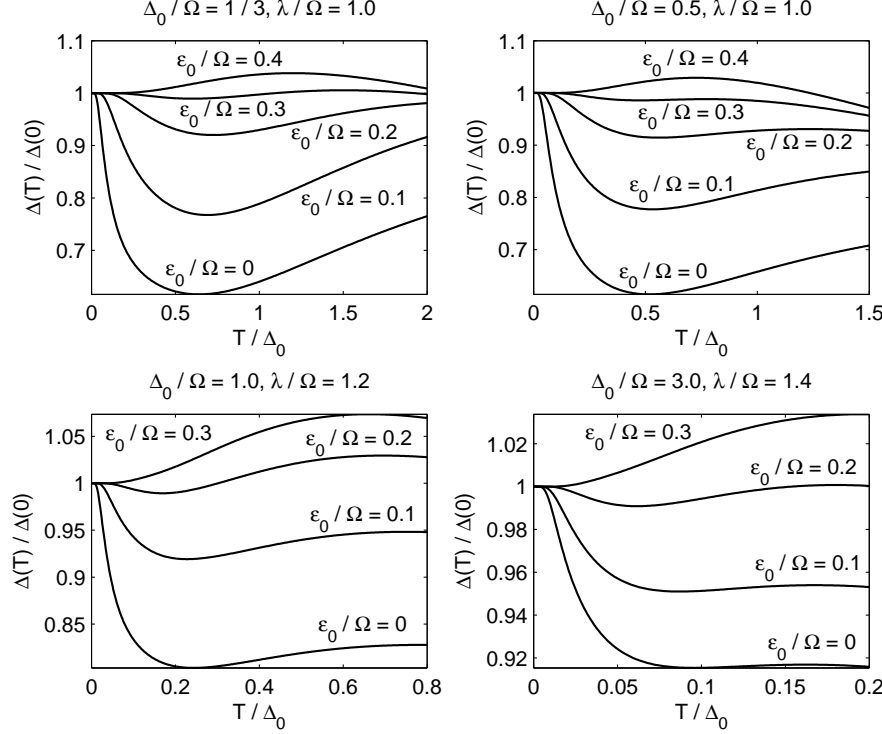 Δ₀ / Ω = 1 / 3, λ / Ω = 1.0
1.1
1
0.9
0.8
0.7
Δ(T) / Δ(0)
ε₀ / Ω = 0.4
ε₀ / Ω = 0.3
ε₀ / Ω = 0.2
ε₀ / Ω = 0.1
ε₀ / Ω = 0
0 0.5 1 1.5 2
T / Δ₀
Δ₀ / Ω = 0.5, λ / Ω = 1.0
1.1
1
0.9
0.8
0.7
Δ(T) / Δ(0)
ε₀ / Ω = 0.4
ε₀ / Ω = 0.3
ε₀ / Ω = 0.2
ε₀ / Ω = 0.1
ε₀ / Ω = 0
0 0.5 1 1.5
T / Δ₀
Δ₀ / Ω = 1.0, λ / Ω = 1.2
1.05
1
0.95
0.9
0.85
Δ(T) / Δ(0)
ε₀ / Ω = 0.3
ε₀ / Ω = 0.2
ε₀ / Ω = 0.1
ε₀ / Ω = 0
0 0.2 0.4 0.6 0.8
T / Δ₀
Δ₀ / Ω = 3.0, λ / Ω = 1.4
1.02
1
0.98
0.96
0.94
0.92
Δ(T) / Δ(0)
ε₀ / Ω = 0.3
ε₀ / Ω = 0.2
ε₀ / Ω = 0.1
ε₀ / Ω = 0
0 0.05 0.1 0.15 0.2
T / Δ₀